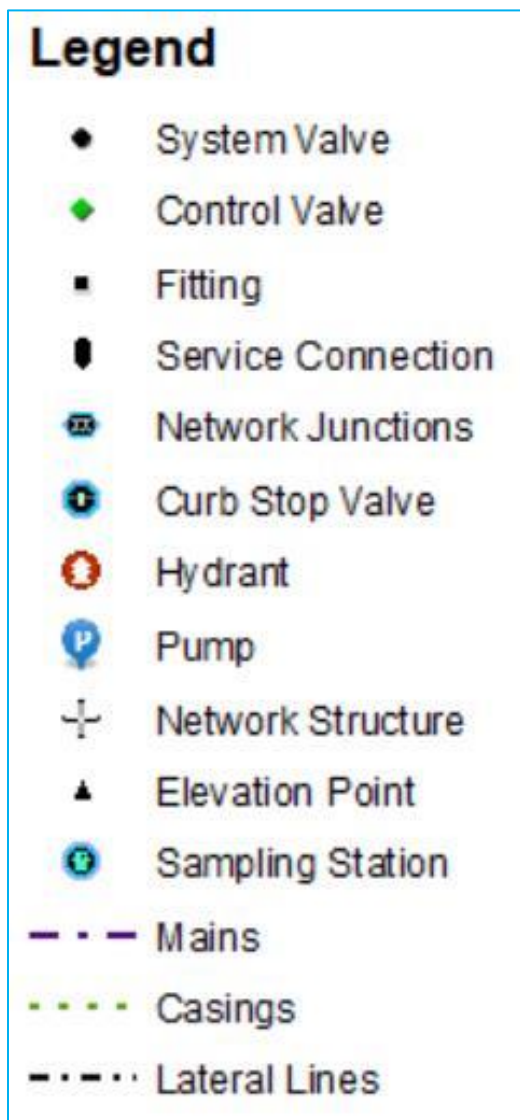 Legend
System Valve
Control Valve
Fitting
Service Connection
Network Junctions
Curb Stop Valve
Hydrant
P Pump
Network Structure
Elevation Point
Sampling Station
Mains
Casings
Lateral Lines